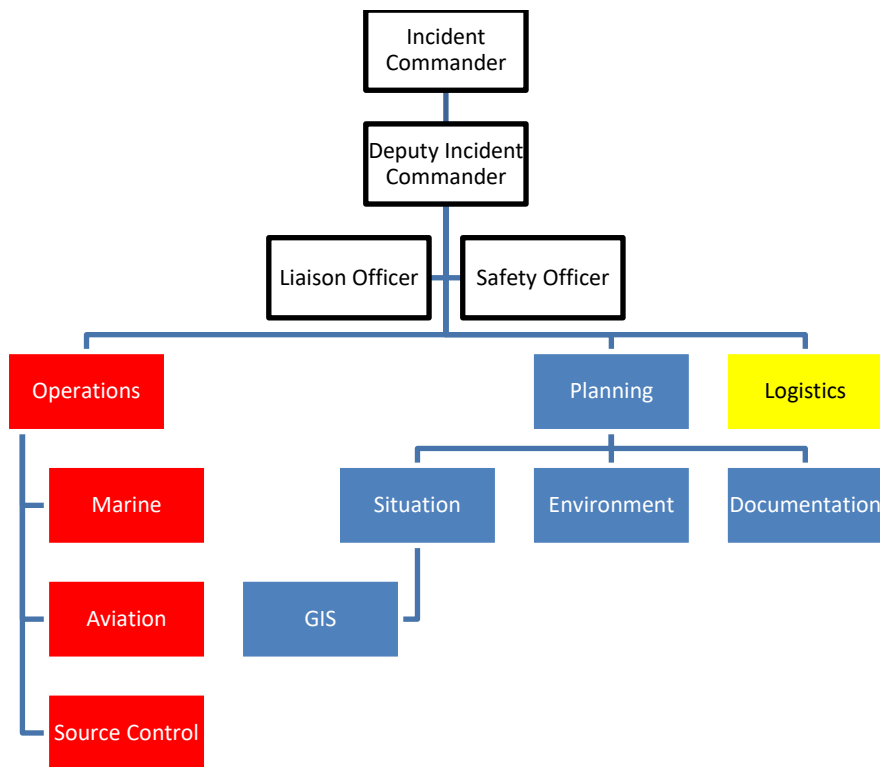 Incident
Commander
Deputy Incident
Commander
Liaison Officer
Safety Officer
Operations
Planning
Logistics
Marine
Situation
Environment
Documentation
Aviation
GIS
Source Control